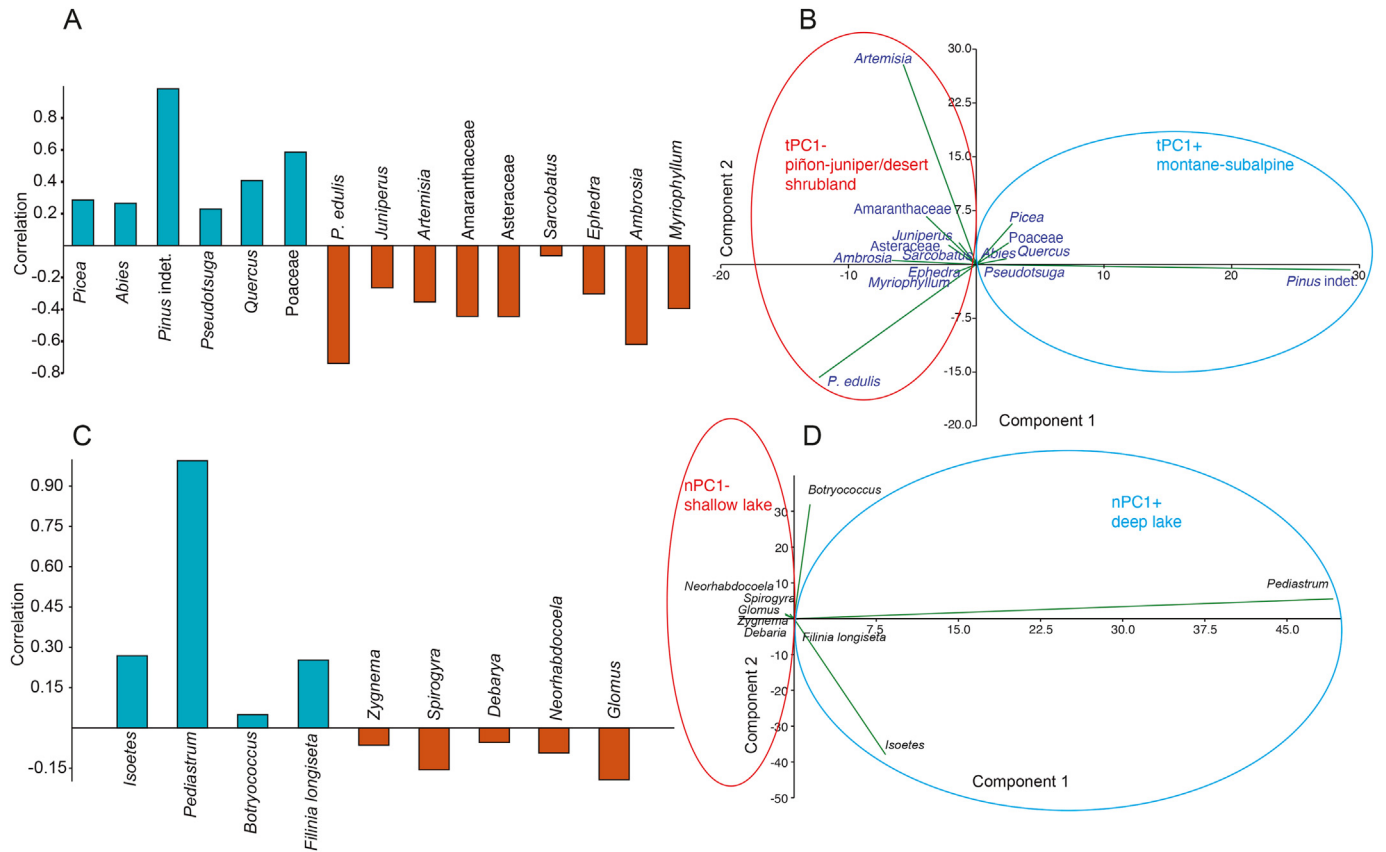 A
Correlation
0.8
0.6
0.4
0.2
-0.2
-0.4
-0.6
-0.8
Picea
Abies
Pinus indet.
Pseudotsuga
Quercus
Poaceae
P. edulis
Juniperus
Artemisia
Amaranthaceae
Asteraceae
Sarcobatus
Ephedra
Ambrosia
Myriophyllum
B
Component 2
30.0
22.5
15.0
7.5
-7.5
-15.0
-20.0
-20
-10
10
20
30
Component 1
tPC1-
piñon-juniper/desert
shrubland
tPC1+
montane-subalpine
Artemisia
Amaranthaceae
Juniperus
Asteraceae
Ambrosia
Sarcobatus
Ephedra
Myriophyllum
P. edulis
Picea
Poaceae
Abies
Quercus
Pseudotsuga
Pinus indet.
C
Correlation
0.90
0.75
0.60
0.45
0.30
0.15
-0.15
Isoetes
Pediastrum
Botryococcus
Filinia longiseta
Zygnema
Spirogyra
Debarya
Neorhabdocoela
Glomus
D
nPC1-
shallow lake
nPC1+
deep lake
Component 2
30
20
10
-10
-20
-30
-40
-50
7.5
15.0
22.5
30.0
37.5
45.0
Component 1
Botryococcus
Neorhabdocoela
Spirogyra
Glomus
Zygnema
Debaria
Filinia longiseta
Pediastrum
Isoetes